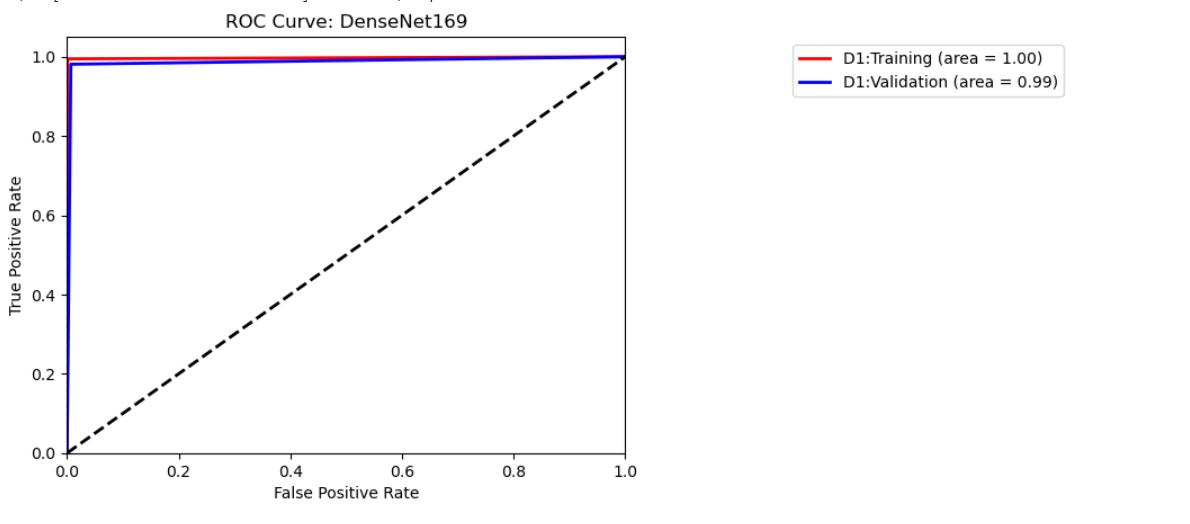 ROC Curve: DenseNet169
1.0
0.8
0.6
0.4
0.2
0.0
True Positive Rate
0.0 0.2 0.4 0.6 0.8 1.0
False Positive Rate
D1:Training (area = 1.00)
D1:Validation (area = 0.99)